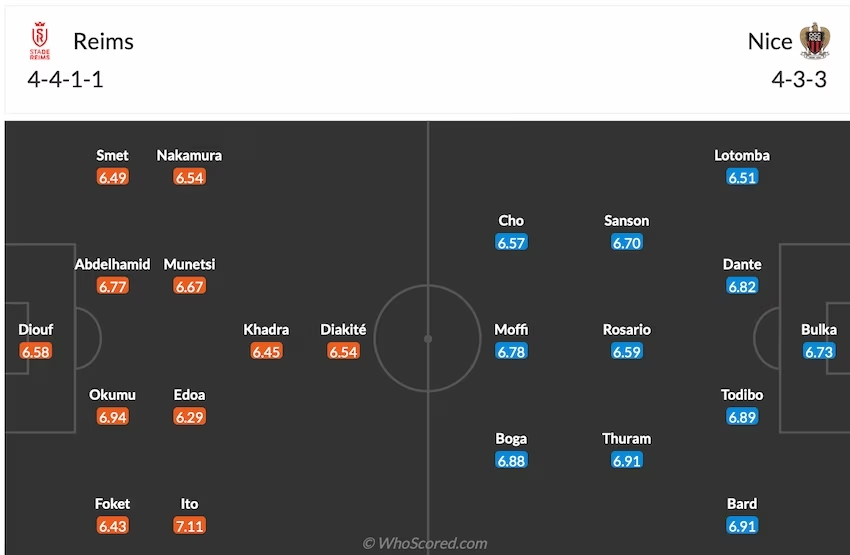 STADE
REIMS
Reims
4-4-1-1
OGC
NICE
Nice
4-3-3
Smet
6.49
Nakamura
6.54
Abdelhamid
6.77
Munetsi
6.67
Diouf
6.58
Khadra
6.45
Diakité
6.54
Okumu
6.94
Edoa
6.29
Foket
6.43
Ito
7.11
Lotomba
6.51
Cho
6.57
Sanson
6.70
Dante
6.82
Moffi
6.78
Rosario
6.59
Bulka
6.73
Todibo
6.89
Boga
6.88
Thuram
6.91
Bard
6.91
© WhoScored.com